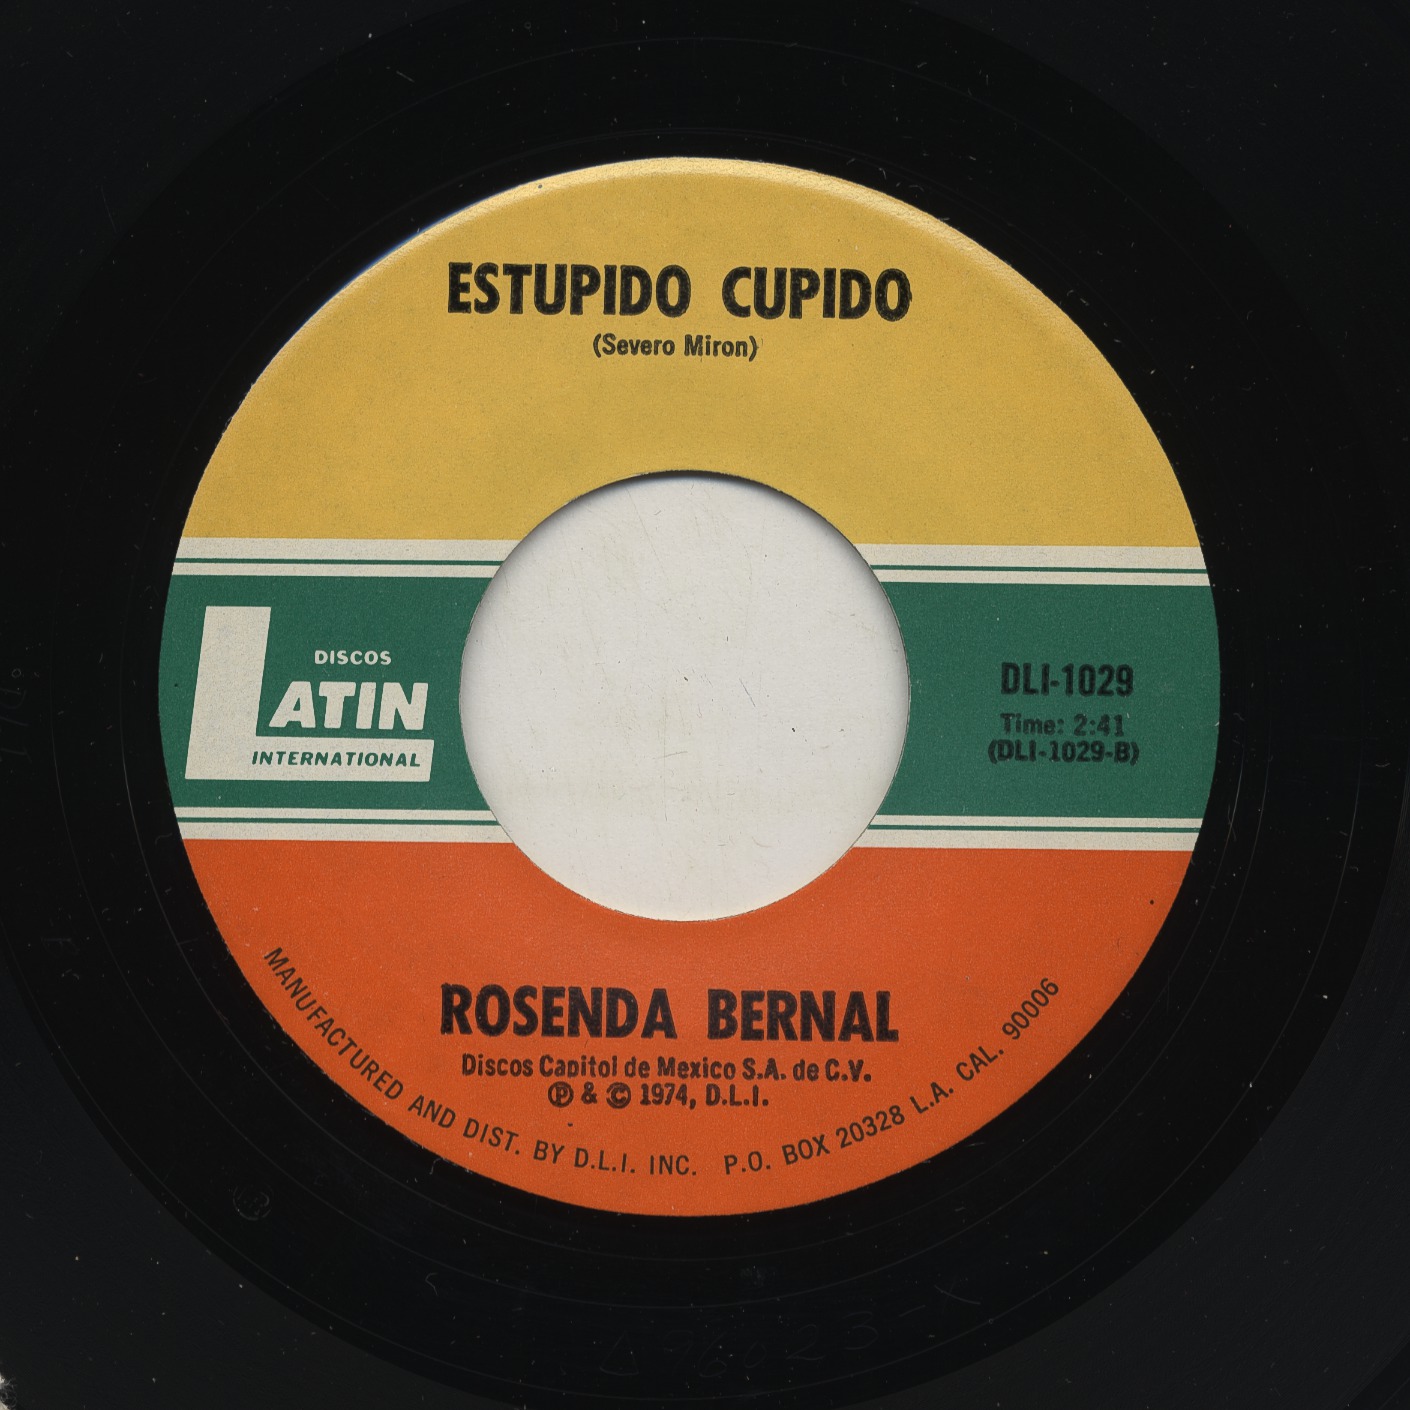 ESTUPIDO CUPIDO
(Severo Miron)
DISCOS
LATIN
INTERNATIONAL
DLI-1029
Time: 2:41
(DLI-1029-B)
ROSENDA BERNAL
Discos Capitol de Mexico S.A. de C.V.
Ⓟ & © 1974, D.L.I.
MANUFACTURED AND DIST. BY D.L.I. INC. P.O. BOX 20328 L.A. CAL. 90006